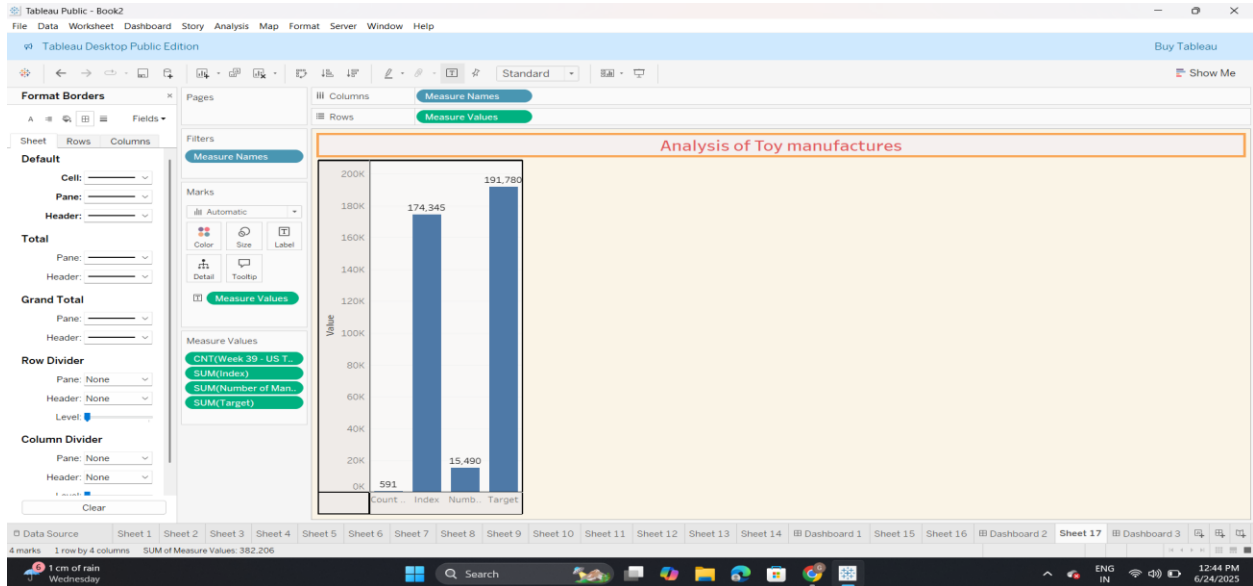 Tableau Public - Book2
File Data Worksheet Dashboard Story Analysis Map Format Server Window Help
Tableau Desktop Public Edition Buy Tableau
Standard Show Me
Format Borders
Fields
Sheet Rows Columns
Default
Cell:
Pane:
Header:
Total
Pane:
Header:
Grand Total
Pane:
Header:
Row Divider
Pane: None
Header: None
Level:
Column Divider
Pane: None
Header: None
Level:
Clear
Pages
Filters
Measure Names
Marks
Automatic
Color Size Label
Detail Tooltip
Measure Values
Measure Values
CNT(Week 39 - US T..
SUM(Index)
SUM(Number of Man..
SUM(Target)
Columns Measure Names
Rows Measure Values
Analysis of Toy manufactures
Value
200K
180K
160K
140K
120K
100K
80K
60K
40K
20K
0K
591
174,345
15,490
191,780
Count .. Index Numb.. Target
Data Source Sheet 1 Sheet 2 Sheet 3 Sheet 4 Sheet 5 Sheet 6 Sheet 7 Sheet 8 Sheet 9 Sheet 10 Sheet 11 Sheet 12 Sheet 13 Sheet 14 Dashboard 1 Sheet 15 Sheet 16 Dashboard 2 Sheet 17 Dashboard 3
4 marks 1 row by 4 columns SUM of Measure Values: 382,206
6 1 cm of rain
Wednesday
Search
ENG
IN
12:44 PM
6/24/2025